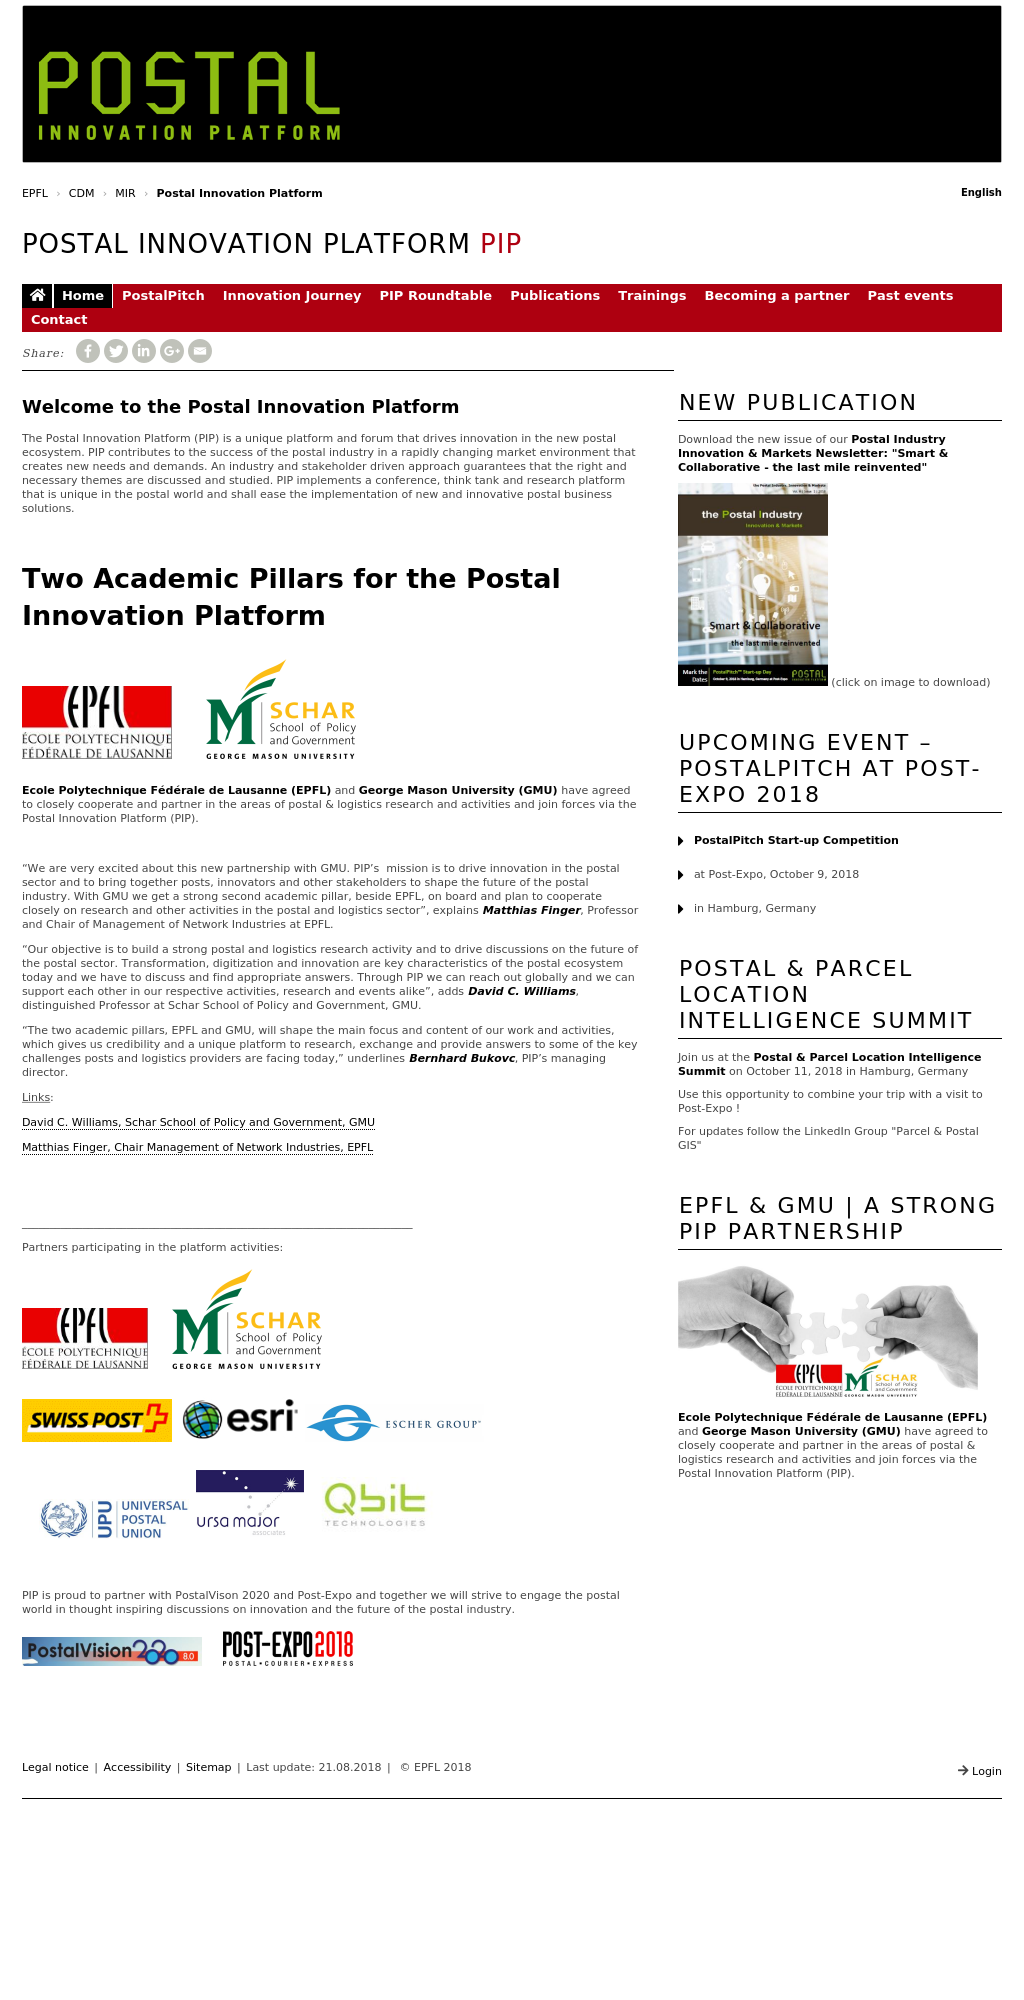 POSTAL
INNOVATION PLATFORM
EPFL › CDM › MIR › Postal Innovation Platform
English
POSTAL INNOVATION PLATFORM PIP
Home PostalPitch Innovation Journey PIP Roundtable Publications Trainings Becoming a partner Past events
Contact
Share:
Welcome to the Postal Innovation Platform
The Postal Innovation Platform (PIP) is a unique platform and forum that drives innovation in the new postal
ecosystem. PIP contributes to the success of the postal industry in a rapidly changing market environment that
creates new needs and demands. An industry and stakeholder driven approach guarantees that the right and
necessary themes are discussed and studied. PIP implements a conference, think tank and research platform
that is unique in the postal world and shall ease the implementation of new and innovative postal business
solutions.
Two Academic Pillars for the Postal
Innovation Platform
EPFL
ÉCOLE POLYTECHNIQUE
FÉDÉRALE DE LAUSANNE
M SCHAR
School of Policy
and Government
GEORGE MASON UNIVERSITY
Ecole Polytechnique Fédérale de Lausanne (EPFL) and George Mason University (GMU) have agreed
to closely cooperate and partner in the areas of postal & logistics research and activities and join forces via the
Postal Innovation Platform (PIP).
“We are very excited about this new partnership with GMU. PIP’s mission is to drive innovation in the postal
sector and to bring together posts, innovators and other stakeholders to shape the future of the postal
industry. With GMU we get a strong second academic pillar, beside EPFL, on board and plan to cooperate
closely on research and other activities in the postal and logistics sector”, explains Matthias Finger, Professor
and Chair of Management of Network Industries at EPFL.
“Our objective is to build a strong postal and logistics research activity and to drive discussions on the future of
the postal sector. Transformation, digitization and innovation are key characteristics of the postal ecosystem
today and we have to discuss and find appropriate answers. Through PIP we can reach out globally and we can
support each other in our respective activities, research and events alike”, adds David C. Williams,
distinguished Professor at Schar School of Policy and Government, GMU.
“The two academic pillars, EPFL and GMU, will shape the main focus and content of our work and activities,
which gives us credibility and a unique platform to research, exchange and provide answers to some of the key
challenges posts and logistics providers are facing today,” underlines Bernhard Bukovc, PIP’s managing
director.
Links:
David C. Williams, Schar School of Policy and Government, GMU
Matthias Finger, Chair Management of Network Industries, EPFL
Partners participating in the platform activities:
EPFL
ÉCOLE POLYTECHNIQUE
FÉDÉRALE DE LAUSANNE
M SCHAR
School of Policy
and Government
GEORGE MASON UNIVERSITY
SWISS POST
esri
ESCHER GROUP
UPU UNIVERSAL
POSTAL
UNION
ursa major
associates
Qbit
TECHNOLOGIES
PIP is proud to partner with PostalVison 2020 and Post-Expo and together we will strive to engage the postal
world in thought inspiring discussions on innovation and the future of the postal industry.
PostalVision 2020 8.0
POST-EXPO 2018
POSTAL•COURIER•EXPRESS
NEW PUBLICATION
Download the new issue of our Postal Industry
Innovation & Markets Newsletter: "Smart &
Collaborative - the last mile reinvented"
the Postal Industry
Innovation & Markets
Smart & Collaborative
the last mile reinvented
Mark the
Dates
PostalPitch™ Start-up Day
POSTAL
(click on image to download)
UPCOMING EVENT –
POSTALPITCH AT POST-
EXPO 2018
PostalPitch Start-up Competition
at Post-Expo, October 9, 2018
in Hamburg, Germany
POSTAL & PARCEL
LOCATION
INTELLIGENCE SUMMIT
Join us at the Postal & Parcel Location Intelligence
Summit on October 11, 2018 in Hamburg, Germany
Use this opportunity to combine your trip with a visit to
Post-Expo !
For updates follow the LinkedIn Group "Parcel & Postal
GIS"
EPFL & GMU | A STRONG
PIP PARTNERSHIP
EPFL
ÉCOLE POLYTECHNIQUE
FÉDÉRALE DE LAUSANNE
M SCHAR
School of Policy
and Government
GEORGE MASON UNIVERSITY
Ecole Polytechnique Fédérale de Lausanne (EPFL)
and George Mason University (GMU) have agreed to
closely cooperate and partner in the areas of postal &
logistics research and activities and join forces via the
Postal Innovation Platform (PIP).
Legal notice | Accessibility | Sitemap | Last update: 21.08.2018 | © EPFL 2018
Login